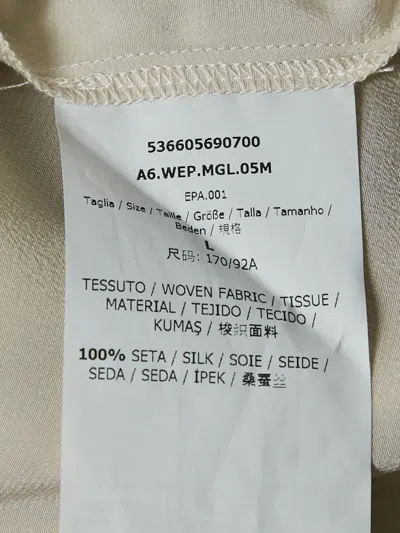 536605690700
A6.WEP.MGL.05M
EPA.001
Taglia / Size / Taille / Größe / Talla / Tamanho /
Beden / 規格
L
尺码: 170/92A
TESSUTO / WOVEN FABRIC / TISSUE /
MATERIAL / TEJIDO / TECIDO /
KUMAŞ / 梭织面料
100% SETA / SILK / SOIE / SEIDE /
SEDA / SEDA / İPEK / 桑蚕丝